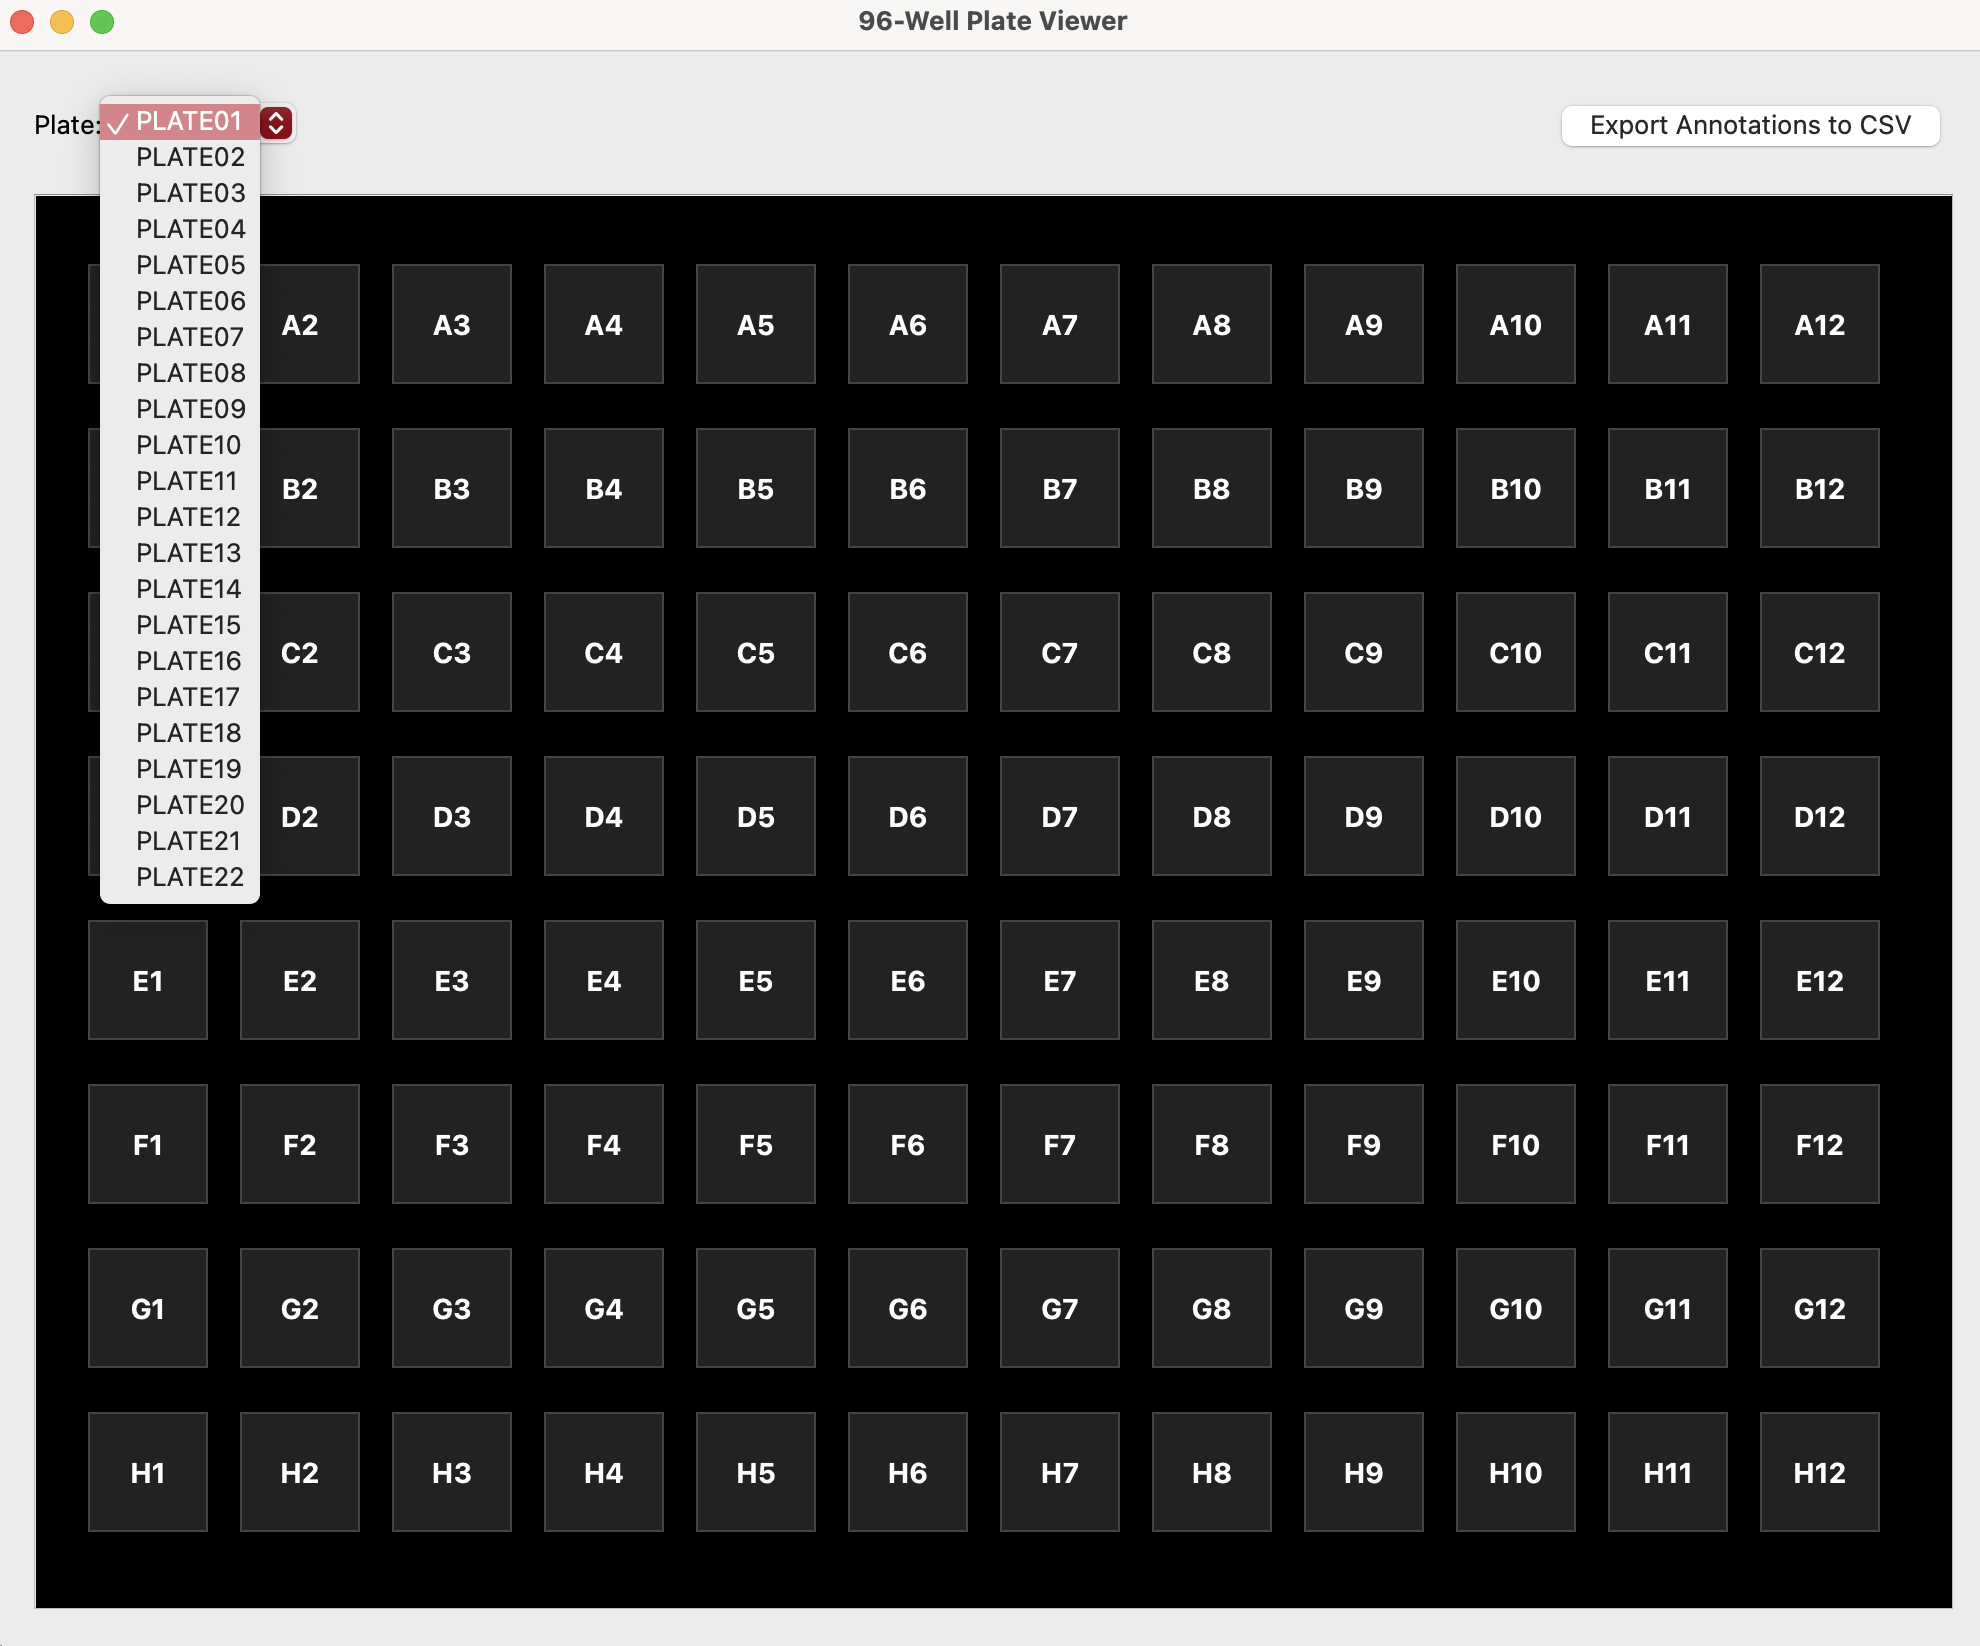 96-Well Plate Viewer
Plate:
PLATE01
PLATE02
PLATE03
PLATE04
PLATE05
PLATE06
PLATE07
PLATE08
PLATE09
PLATE10
PLATE11
PLATE12
PLATE13
PLATE14
PLATE15
PLATE16
PLATE17
PLATE18
PLATE19
PLATE20
PLATE21
PLATE22
Export Annotations to CSV
A2 A3 A4 A5 A6 A7 A8 A9 A10 A11 A12
B2 B3 B4 B5 B6 B7 B8 B9 B10 B11 B12
C2 C3 C4 C5 C6 C7 C8 C9 C10 C11 C12
D2 D3 D4 D5 D6 D7 D8 D9 D10 D11 D12
E1 E2 E3 E4 E5 E6 E7 E8 E9 E10 E11 E12
F1 F2 F3 F4 F5 F6 F7 F8 F9 F10 F11 F12
G1 G2 G3 G4 G5 G6 G7 G8 G9 G10 G11 G12
H1 H2 H3 H4 H5 H6 H7 H8 H9 H10 H11 H12